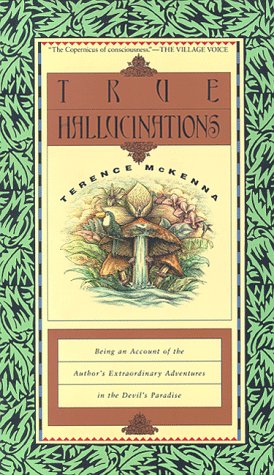 "The Copernicus of consciousness."—THE VILLAGE VOICE
TRUE
HALLUCINATIONS
TERENCE McKENNA
Being an Account of the
Author's Extraordinary Adventures
in the Devil's Paradise